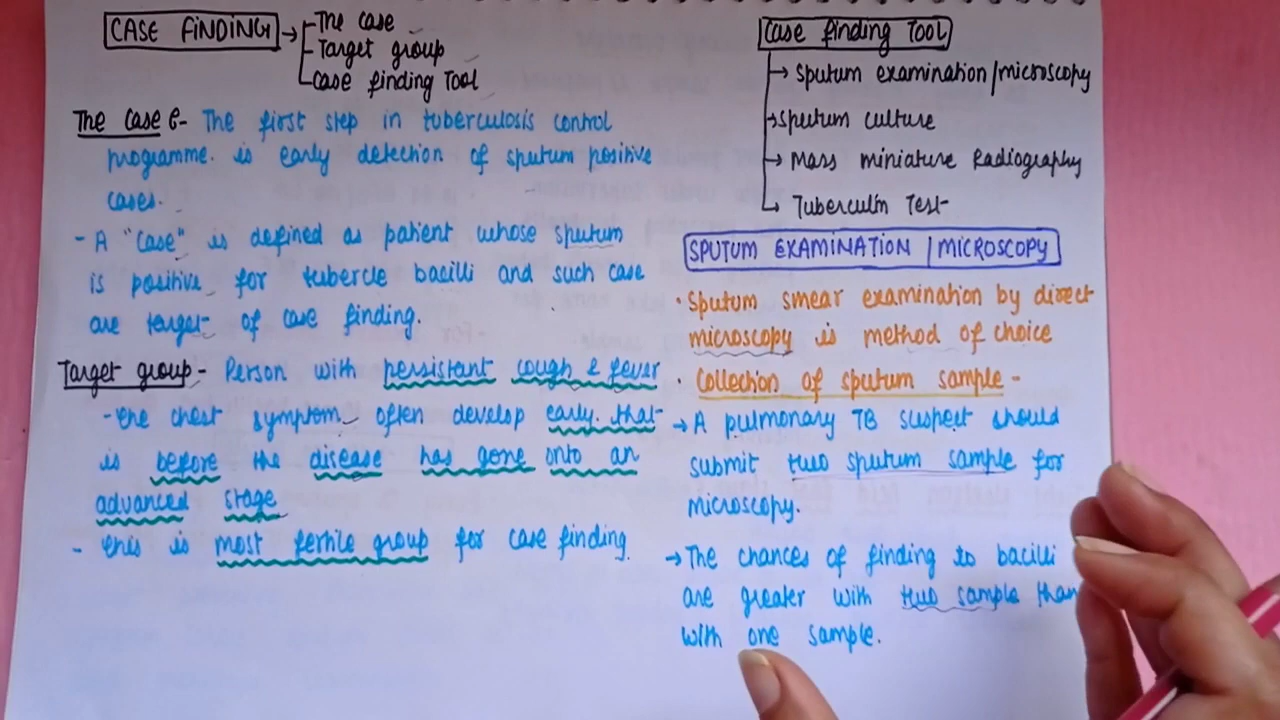 CASE FINDING → The case
Target group
Case finding Tool
The case :- The first step in tuberculosis control
programme. is early detection of sputum positive
cases.
- A "case" is defined as patient whose sputum
is positive for tubercle bacilli and such case
are target of case finding.
Target group - Person with persistant cough & fever
- the chest symptom often develop early. that
is before the disease has gone onto an
advanced stage
- this is most fertile group for case finding.
Case finding Tool
→ Sputum examination/microscopy
→ Sputum culture
→ Mass miniature Radiography
→ Tuberculin Test
SPUTUM EXAMINATION | MICROSCOPY
• Sputum smear examination by direct
microscopy is method of choice
• Collection of sputum sample -
→ A pulmonary TB suspect should
submit two sputum sample for
microscopy.
→ The chances of finding to bacilli
are greater with two sample than
with one sample.